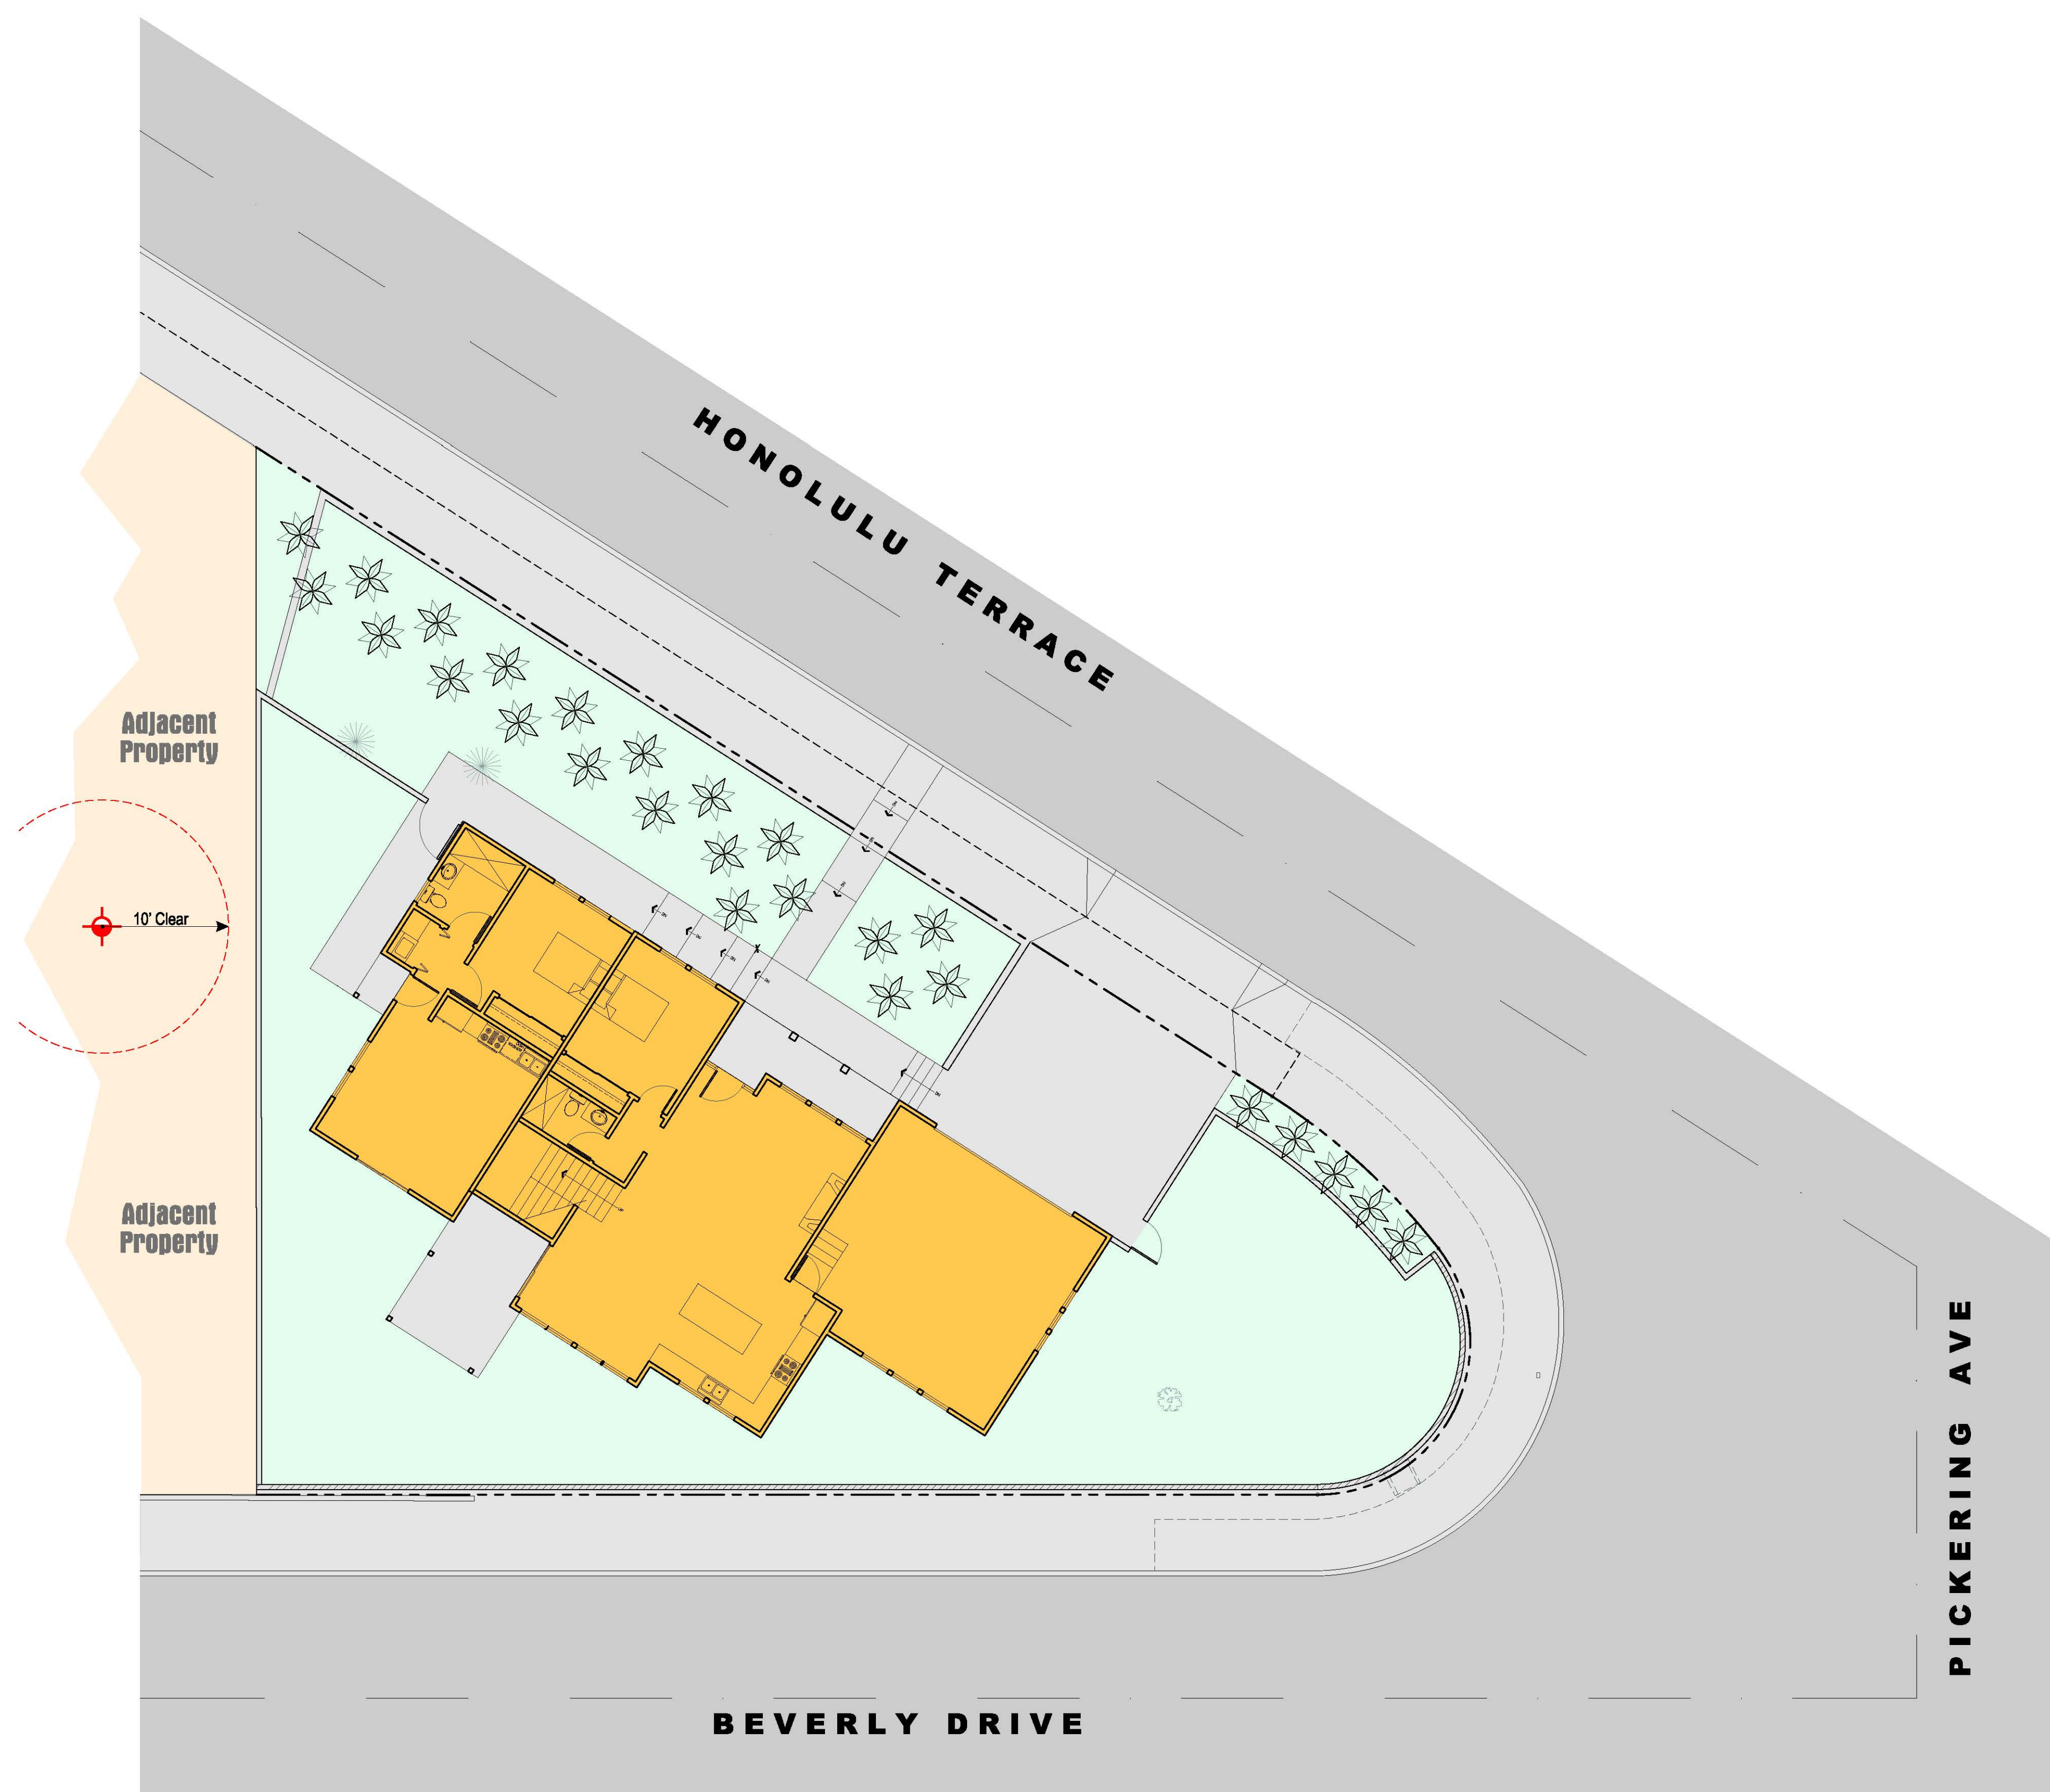 HONOLULU TERRACE
Adjacent
Property
10' Clear
Adjacent
Property
PICKERING AVE
BEVERLY DRIVE